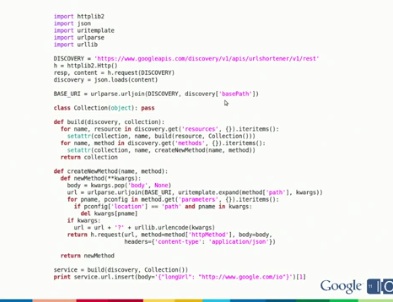 import httplib2
import json
import uritemplate
import urlparse
import urllib
DISCOVERY = 'https://www.googleapis.com/discovery/v1/apis/urlshortener/v1/rest'
h = httplib2.Http()
resp, content = h.request(DISCOVERY)
discovery = json.loads(content)
BASE_URI = urlparse.urljoin(DISCOVERY, discovery['basePath'])
class Collection(object): pass
def build(discovery, collection):
for name, resource in discovery.get('resources', {}).iteritems():
setattr(collection, name, build(resource, Collection()))
for name, method in discovery.get('methods', {}).iteritems():
setattr(collection, name, createNewMethod(name, method))
return collection
def createNewMethod(name, method):
def newMethod(**kwargs):
body = kwargs.pop('body', None)
url = urlparse.urljoin(BASE_URI, uritemplate.expand(method['path'], kwargs))
for pname, pconfig in method.get('parameters', {}).iteritems():
if pconfig['location'] == 'path' and pname in kwargs:
del kwargs[pname]
if kwargs:
url = url + '?' + urllib.urlencode(kwargs)
return h.request(url, method=method['httpMethod'], body=body,
headers={'content-type': 'application/json'})
return newMethod
service = build(discovery, Collection())
print service.url.insert(body='{"longUrl": "http://www.google.com/io"}')[1]
Google